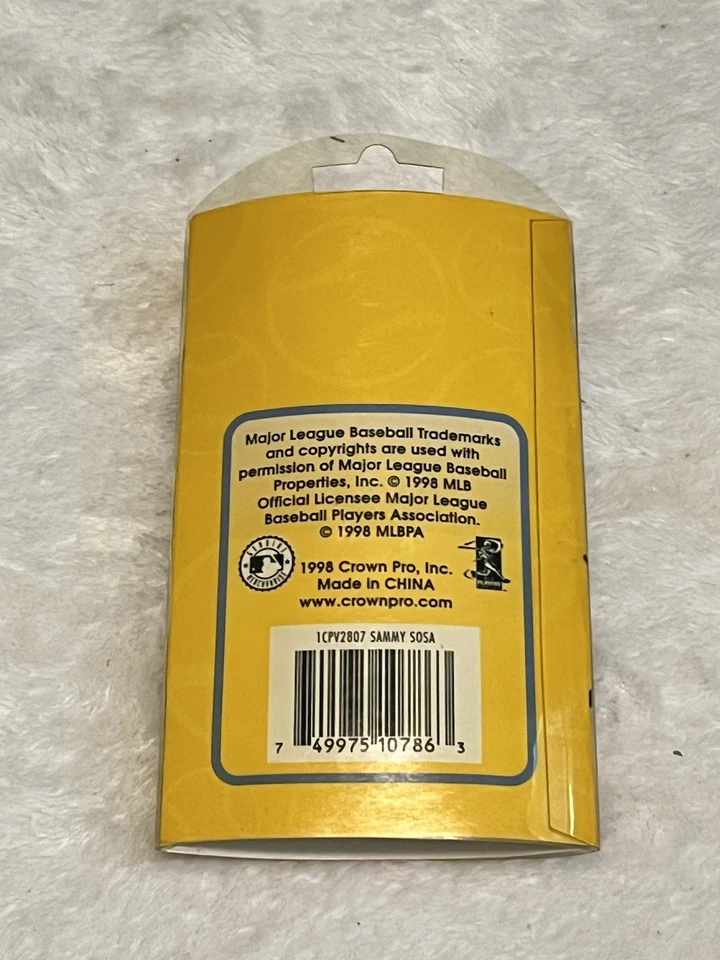 Major League Baseball Trademarks
and copyrights are used with
permission of Major League Baseball
Properties, Inc. © 1998 MLB
Official Licensee Major League
Baseball Players Association.
© 1998 MLBPA
GENUINE
MERCHANDISE
1998 Crown Pro, Inc.
Made in CHINA
www.crownpro.com
1CPV2807 SAMMY SOSA
7 49975 10786 3